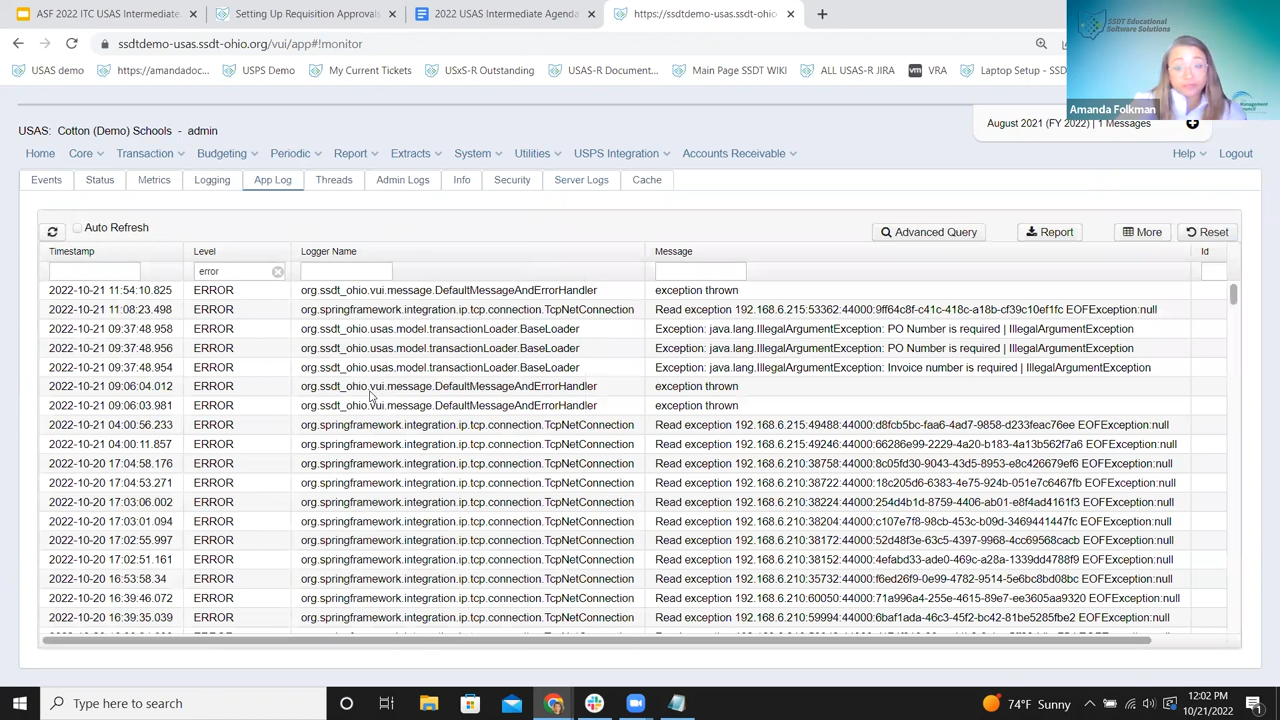 ASF 2022 ITC USAS Intermediate
Setting Up Requisition Approvals
2022 USAS Intermediate Agenda
https://ssdtdemo-usas.ssdt-ohio
ssdtdemo-usas.ssdt-ohio.org/vui/app#!monitor
USAS demo
https://amandadoc...
USPS Demo
My Current Tickets
USxS-R Outstanding
USAS-R Document...
Main Page SSDT WIKI
ALL USAS-R JIRA
vm VRA
Laptop Setup - SSD
SSDT Educational
Software Solutions
Management
Council
Amanda Folkman
USAS: Cotton (Demo) Schools - admin
August 2021 (FY 2022) | 1 Messages
Home Core Transaction Budgeting Periodic Report Extracts System Utilities USPS Integration Accounts Receivable Help Logout
Events Status Metrics Logging App Log Threads Admin Logs Info Security Server Logs Cache
Auto Refresh Advanced Query Report More Reset
Timestamp Level Logger Name Message Id
error
2022-10-21 11:54:10.825 ERROR org.ssdt_ohio.vui.message.DefaultMessageAndErrorHandler exception thrown
2022-10-21 11:08:23.498 ERROR org.springframework.integration.ip.tcp.connection.TcpNetConnection Read exception 192.168.6.215:53362:44000:9ff64c8f-c41c-418c-a18b-cf39c10ef1fc EOFException:null
2022-10-21 09:37:48.958 ERROR org.ssdt_ohio.usas.model.transactionLoader.BaseLoader Exception: java.lang.IllegalArgumentException: PO Number is required | IllegalArgumentException
2022-10-21 09:37:48.956 ERROR org.ssdt_ohio.usas.model.transactionLoader.BaseLoader Exception: java.lang.IllegalArgumentException: PO Number is required | IllegalArgumentException
2022-10-21 09:37:48.954 ERROR org.ssdt_ohio.usas.model.transactionLoader.BaseLoader Exception: java.lang.IllegalArgumentException: Invoice number is required | IllegalArgumentException
2022-10-21 09:06:04.012 ERROR org.ssdt_ohio.vui.message.DefaultMessageAndErrorHandler exception thrown
2022-10-21 09:06:03.981 ERROR org.ssdt_ohio.vui.message.DefaultMessageAndErrorHandler exception thrown
2022-10-21 04:00:56.233 ERROR org.springframework.integration.ip.tcp.connection.TcpNetConnection Read exception 192.168.6.215:49488:44000:d8fcb5bc-faa6-4ad7-9858-d233feac76ee EOFException:null
2022-10-21 04:00:11.857 ERROR org.springframework.integration.ip.tcp.connection.TcpNetConnection Read exception 192.168.6.215:49246:44000:66286e99-2229-4a20-b183-4a13b562f7a6 EOFException:null
2022-10-20 17:04:58.176 ERROR org.springframework.integration.ip.tcp.connection.TcpNetConnection Read exception 192.168.6.210:38758:44000:8c05fd30-9043-43d5-8953-e8c426679ef6 EOFException:null
2022-10-20 17:04:53.271 ERROR org.springframework.integration.ip.tcp.connection.TcpNetConnection Read exception 192.168.6.210:38722:44000:18c205d6-6383-4e75-924b-051e7c6467fb EOFException:null
2022-10-20 17:03:06.002 ERROR org.springframework.integration.ip.tcp.connection.TcpNetConnection Read exception 192.168.6.210:38224:44000:254d4b1d-8759-4406-ab01-e8f4ad4161f3 EOFException:null
2022-10-20 17:03:01.094 ERROR org.springframework.integration.ip.tcp.connection.TcpNetConnection Read exception 192.168.6.210:38204:44000:c107e7f8-98cb-453c-b09d-3469441447fc EOFException:null
2022-10-20 17:02:55.997 ERROR org.springframework.integration.ip.tcp.connection.TcpNetConnection Read exception 192.168.6.210:38172:44000:52d48f3e-63c5-4397-9968-4cc69568cacb EOFException:null
2022-10-20 17:02:51.161 ERROR org.springframework.integration.ip.tcp.connection.TcpNetConnection Read exception 192.168.6.210:38152:44000:4efabd33-ade0-469c-a28a-1339dd4788f9 EOFException:null
2022-10-20 16:53:58.34 ERROR org.springframework.integration.ip.tcp.connection.TcpNetConnection Read exception 192.168.6.210:35732:44000:f6ed26f9-0e99-4782-9514-5e6bc8bd08bc EOFException:null
2022-10-20 16:39:46.072 ERROR org.springframework.integration.ip.tcp.connection.TcpNetConnection Read exception 192.168.6.210:60050:44000:71a996a4-255e-4615-89e7-ee3605aa9320 EOFException:null
2022-10-20 16:39:35.039 ERROR org.springframework.integration.ip.tcp.connection.TcpNetConnection Read exception 192.168.6.210:59994:44000:6baf1ada-46c3-45f2-bc42-81be5285fbe2 EOFException:null
Type here to search
74°F Sunny
12:02 PM
10/21/2022
1